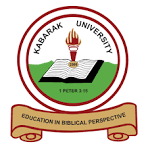 KABARAK UNIVERSITY
1 PETER 3:15
EDUCATION IN BIBLICAL PERSPECTIVE